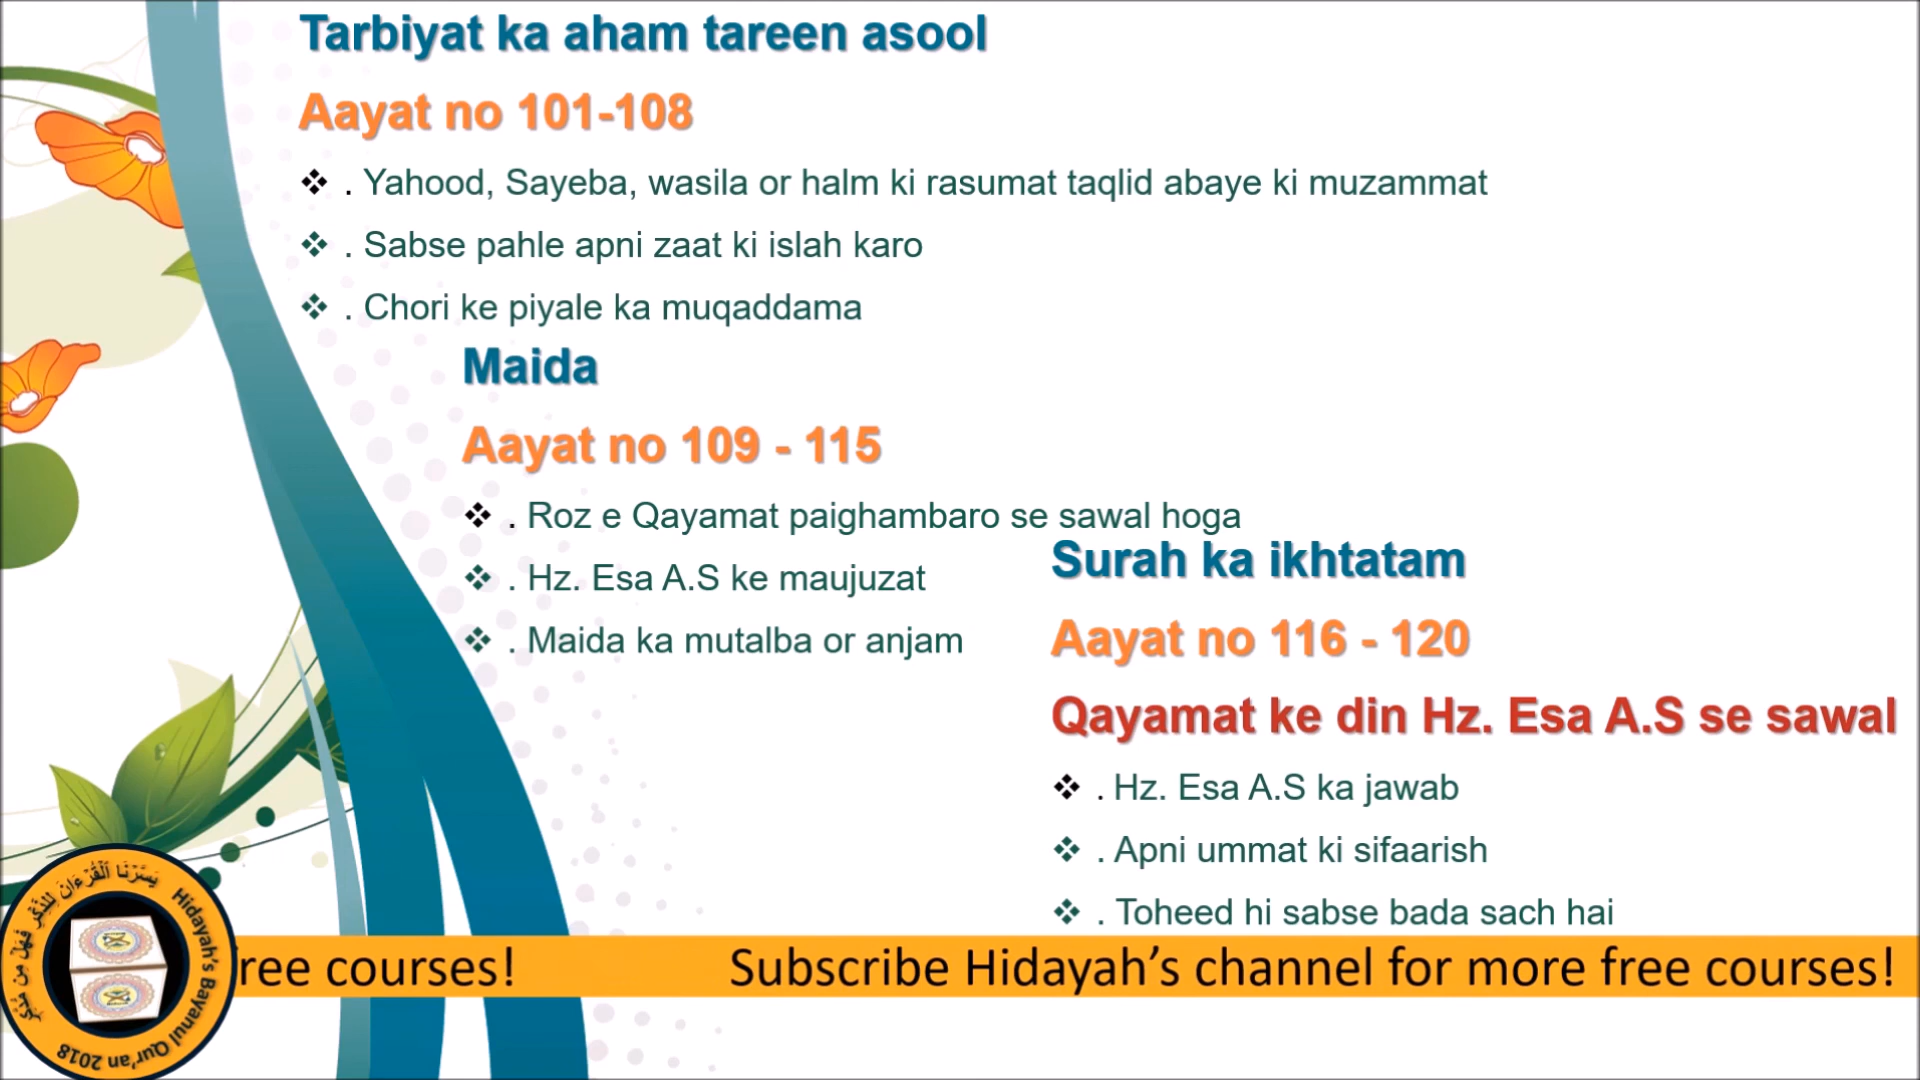 Tarbiyat ka aham tareen asool
Aayat no 101-108
❖ . Yahood, Sayeba, wasila or halm ki rasumat taqlid abaye ki muzammat
❖ . Sabse pahle apni zaat ki islah karo
❖ . Chori ke piyale ka muqaddama
Maida
Aayat no 109 - 115
❖ . Roz e Qayamat paighambaro se sawal hoga
❖ . Hz. Esa A.S ke maujuzat
❖ . Maida ka mutalba or anjam
Surah ka ikhtatam
Aayat no 116 - 120
Qayamat ke din Hz. Esa A.S se sawal
❖ . Hz. Esa A.S ka jawab
❖ . Apni ummat ki sifaarish
❖ . Toheed hi sabse bada sach hai
ree courses! Subscribe Hidayah’s channel for more free courses!
يَسَّرْنَا ٱلْقُرْءَانَ لِلذِّكْرِ فَهَلْ مِن مُّدَّكِرٍ
Hidayah's Bayanul Qur'an 2018